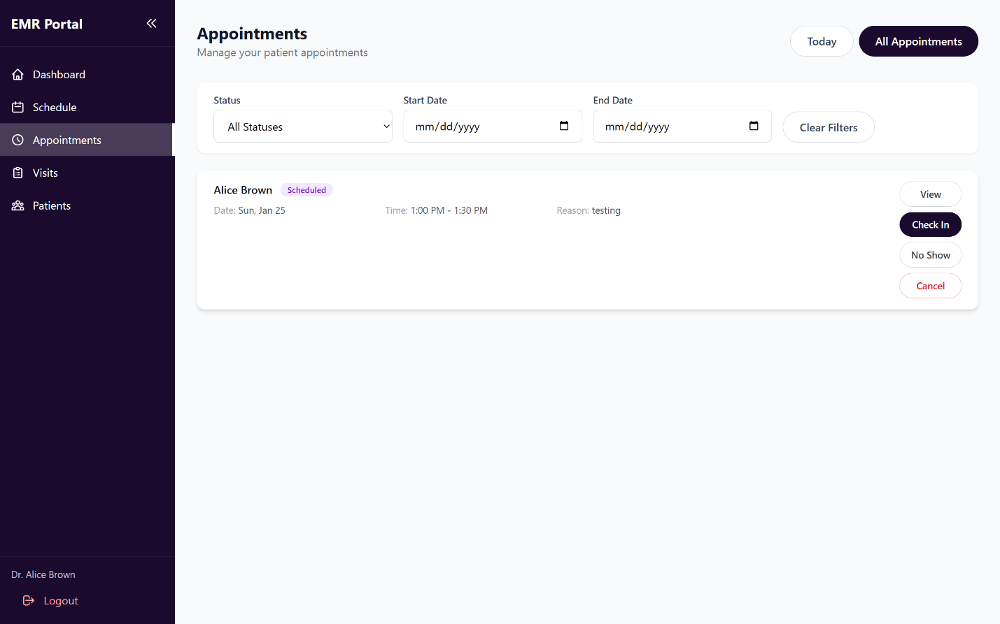 EMR Portal
Dashboard
Schedule
Appointments
Visits
Patients
Dr. Alice Brown
Logout
Appointments
Manage your patient appointments
Today
All Appointments
Status
All Statuses
Start Date
mm/dd/yyyy
End Date
mm/dd/yyyy
Clear Filters
Alice Brown Scheduled
Date: Sun, Jan 25 Time: 1:00 PM - 1:30 PM Reason: testing
View
Check In
No Show
Cancel